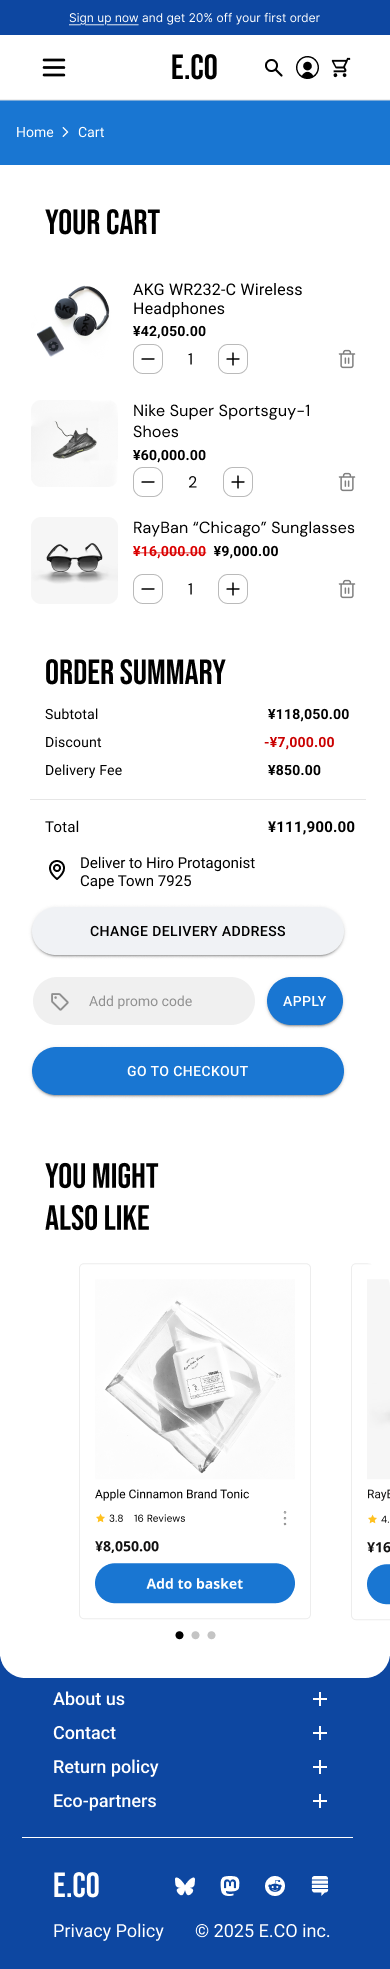 Sign up now and get 20% off your first order
E.CO
Home > Cart
YOUR CART
AKG WR232-C Wireless
Headphones
¥42,050.00
1
Nike Super Sportsguy-1
Shoes
¥60,000.00
2
RayBan “Chicago” Sunglasses
¥16,000.00 ¥9,000.00
1
ORDER SUMMARY
Subtotal ¥118,050.00
Discount -¥7,000.00
Delivery Fee ¥850.00
Total ¥111,900.00
Deliver to Hiro Protagonist
Cape Town 7925
CHANGE DELIVERY ADDRESS
Add promo code APPLY
GO TO CHECKOUT
YOU MIGHT
ALSO LIKE
Apple Cinnamon Brand Tonic
3.8 16 Reviews
¥8,050.00
Add to basket
RayB
4.
¥16
About us
Contact
Return policy
Eco-partners
E.CO
Privacy Policy © 2025 E.CO inc.